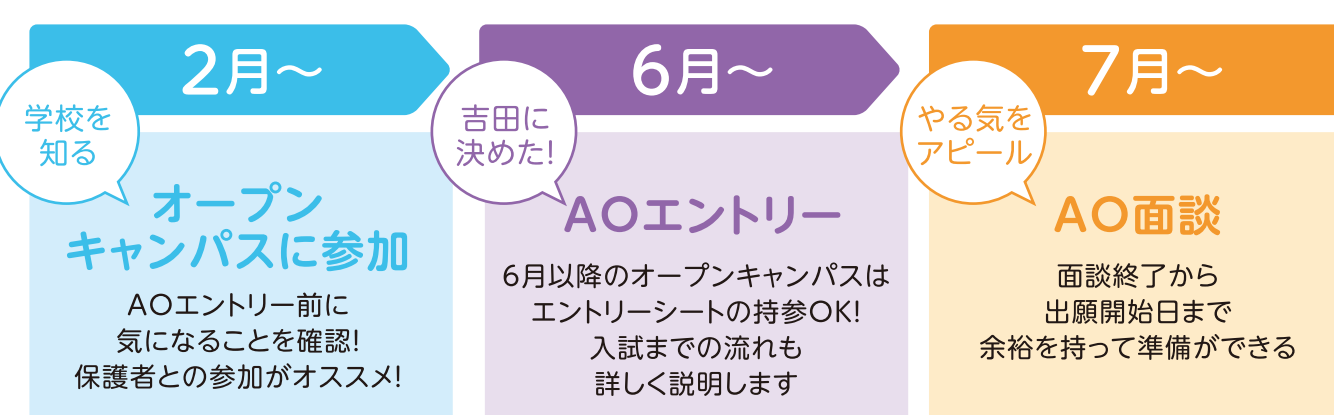 2月～
学校を
知る
オープン
キャンパスに参加
AOエントリー前に
気になることを確認!
保護者との参加がオススメ!
6月～
吉田に
決めた!
AOエントリー
6月以降のオープンキャンパスは
エントリーシートの持参OK!
入試までの流れも
詳しく説明します
7月～
やる気を
アピール
AO面談
面談終了から
出願開始日まで
余裕を持って準備ができる